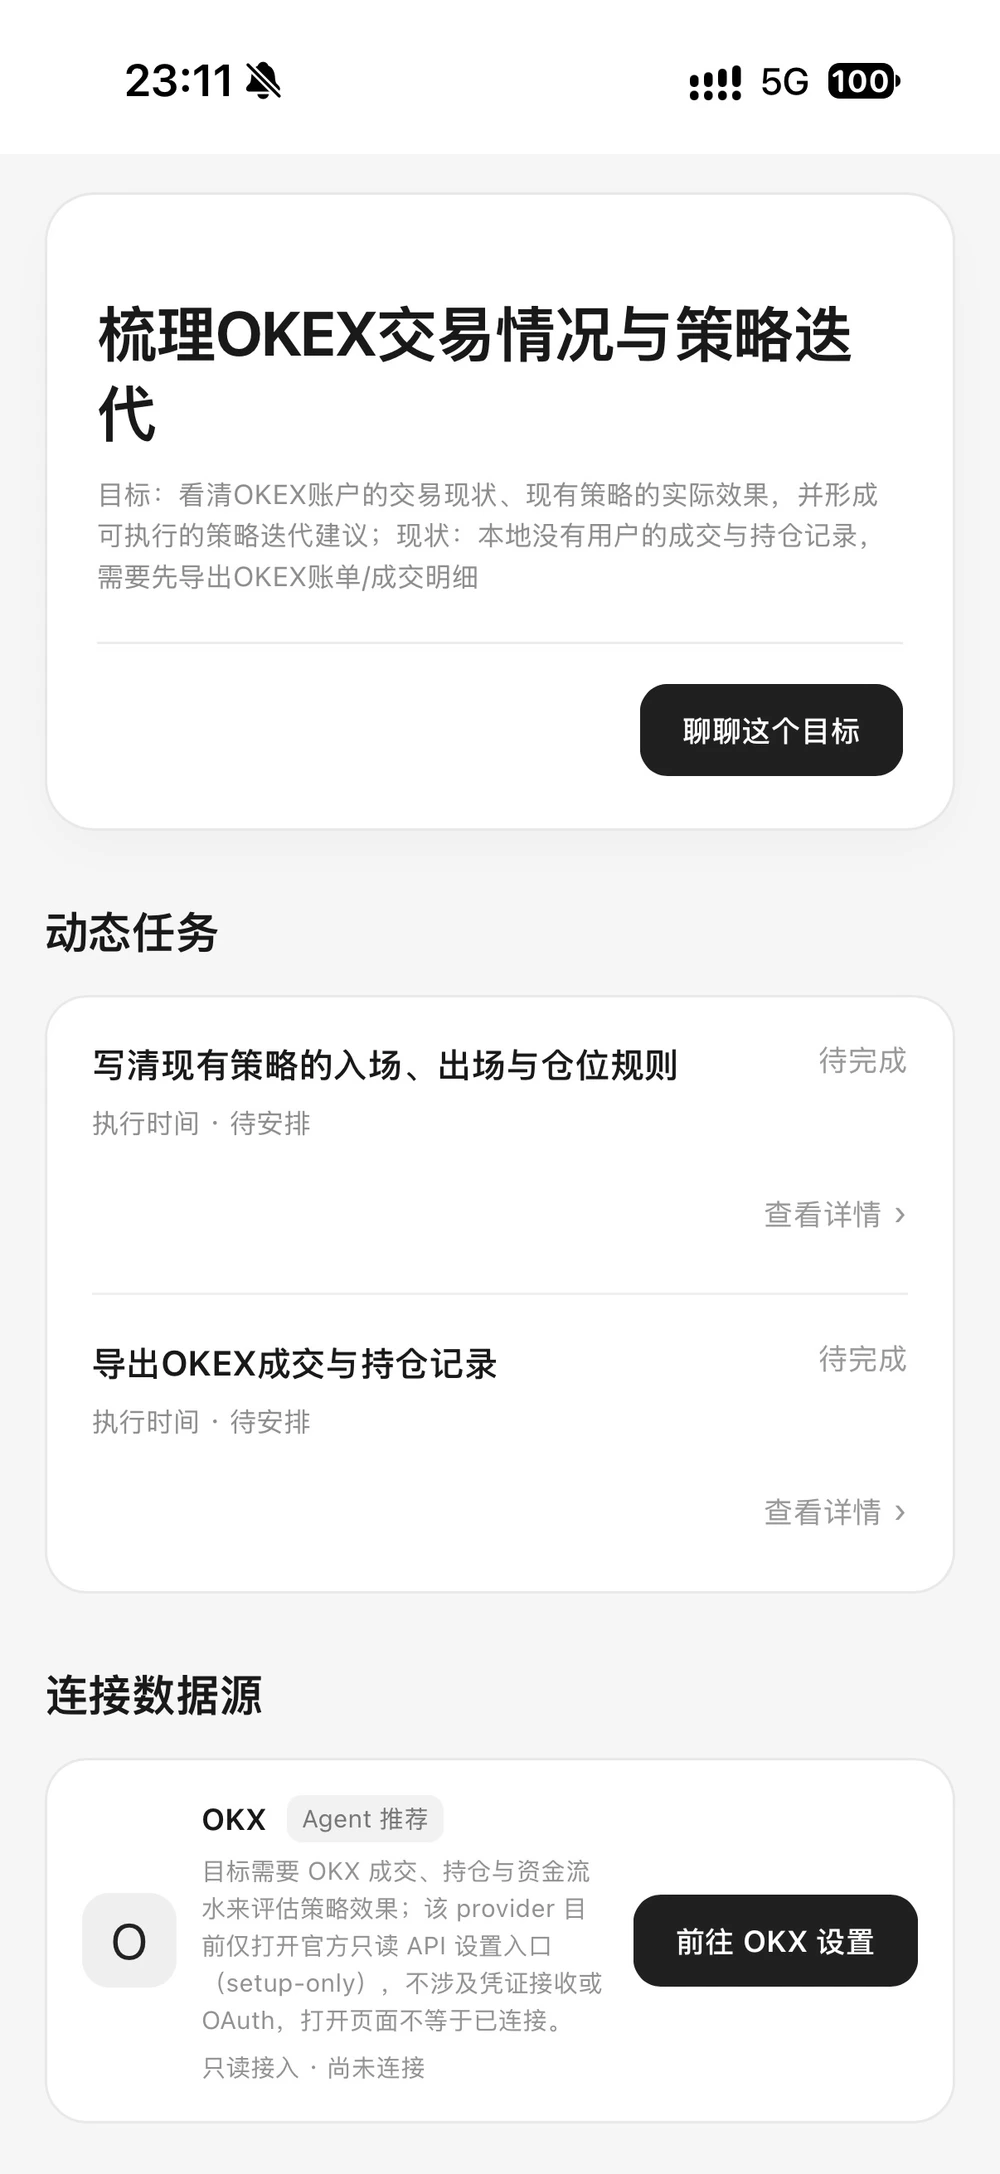 23:11
5G
100
梳理OKEX交易情况与策略迭
代
目标：看清OKEX账户的交易现状、现有策略的实际效果，并形成
可执行的策略迭代建议；现状：本地没有用户的成交与持仓记录，
需要先导出OKEX账单/成交明细
聊聊这个目标
动态任务
写清现有策略的入场、出场与仓位规则
待完成
执行时间 · 待安排
查看详情 ›
导出OKEX成交与持仓记录
待完成
执行时间 · 待安排
查看详情 ›
连接数据源
O
OKX
Agent 推荐
目标需要 OKX 成交、持仓与资金流
水来评估策略效果；该 provider 目
前仅打开官方只读 API 设置入口
（setup-only），不涉及凭证接收或
OAuth，打开页面不等于已连接。
只读接入 · 尚未连接
前往 OKX 设置